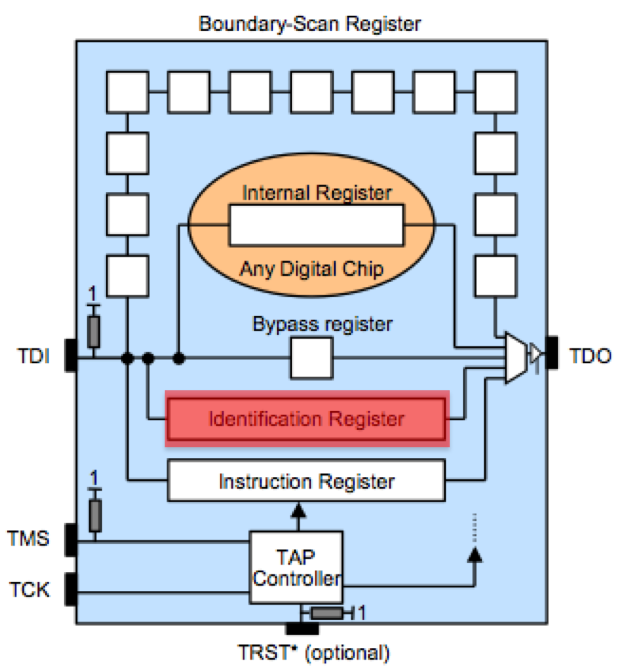 Boundary-Scan Register
Internal Register
Any Digital Chip
1
Bypass register
TDI
TDO
Identification Register
1
Instruction Register
TMS
TAP
Controller
TCK
1
TRST* (optional)